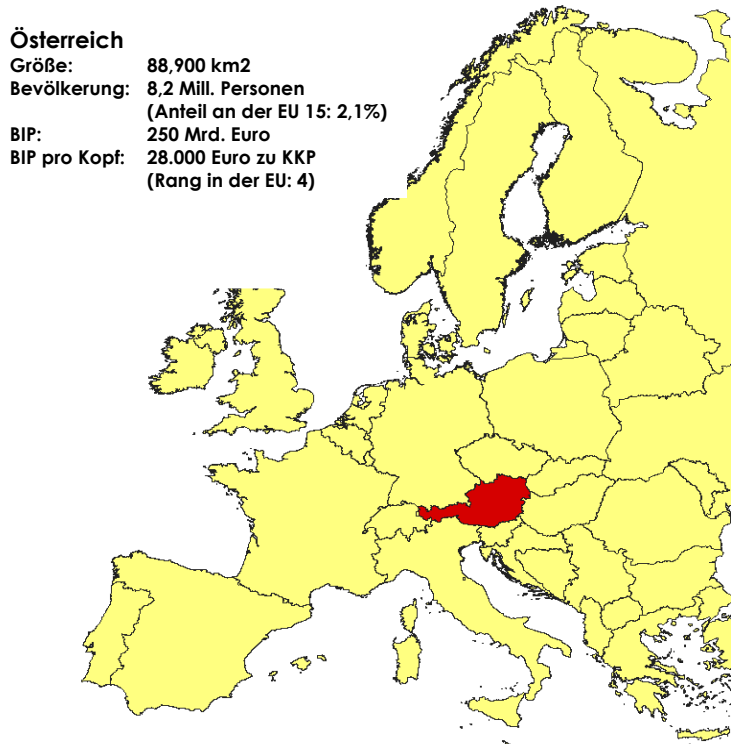 Österreich
Größe: 88,900 km2
Bevölkerung: 8,2 Mill. Personen
(Anteil an der EU 15: 2,1%)
BIP: 250 Mrd. Euro
BIP pro Kopf: 28.000 Euro zu KKP
(Rang in der EU: 4)